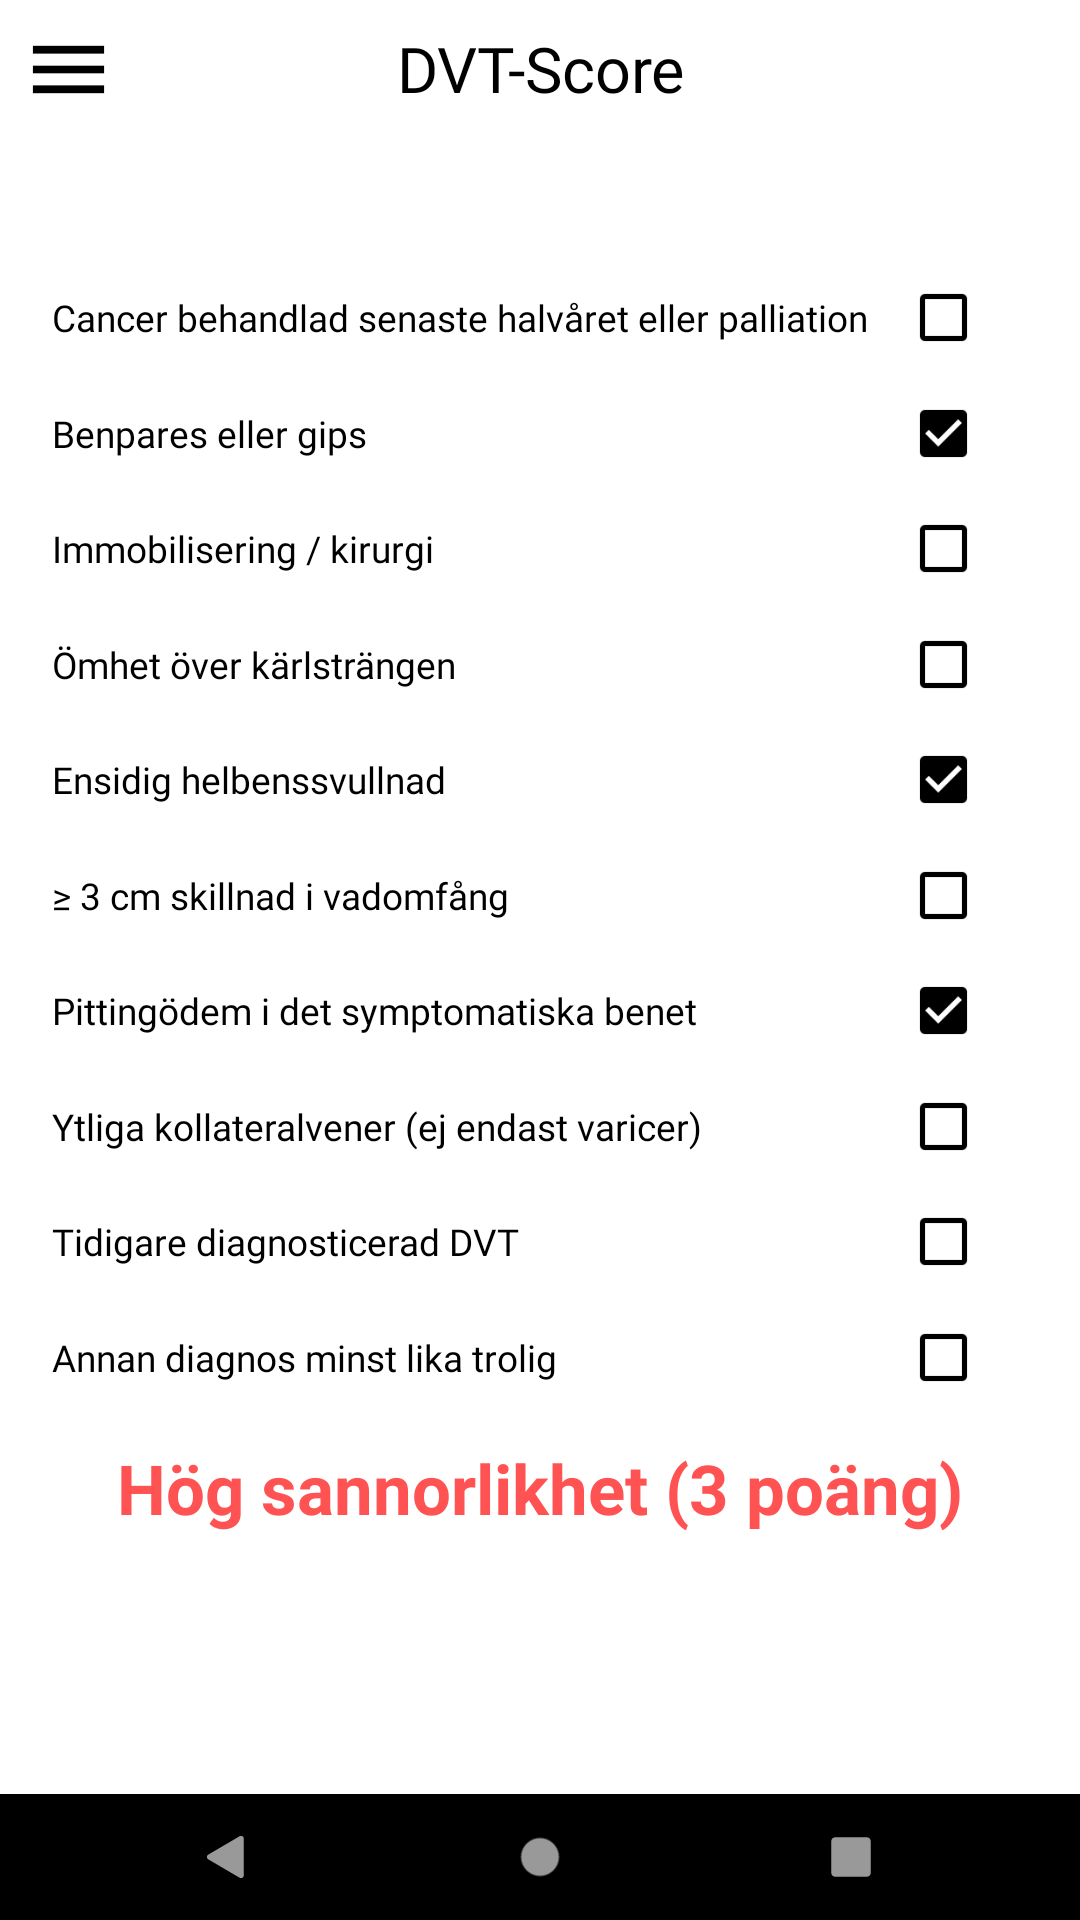 DVT-Score
Cancer behandlad senaste halvåret eller palliation
Benpares eller gips
Immobilisering / kirurgi
Ömhet över kärlsträngen
Ensidig helbenssvullnad
≥ 3 cm skillnad i vadomfång
Pittingödem i det symptomatiska benet
Ytliga kollateralvener (ej endast varicer)
Tidigare diagnosticerad DVT
Annan diagnos minst lika trolig
Hög sannorlikhet (3 poäng)